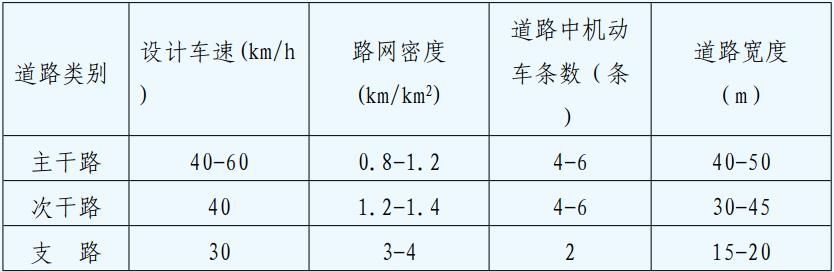 道路类别 设计车速(km/h) 路网密度(km/km²) 道路中机动车条数（条） 道路宽度（m）
主干路 40-60 0.8-1.2 4-6 40-50
次干路 40 1.2-1.4 4-6 30-45
支 路 30 3-4 2 15-20